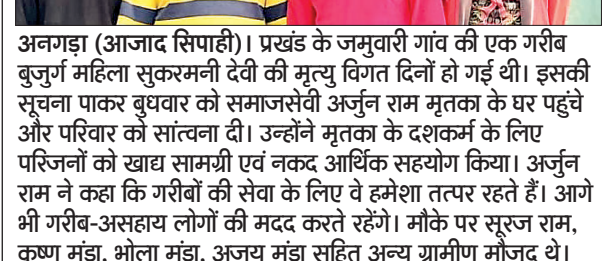 अनगड़ा (आजाद सिपाही)। प्रखंड के जमुवारी गांव की एक गरीब
बुजुर्ग महिला सुकरमनी देवी की मृत्यु विगत दिनों हो गई थी। इसकी
सूचना पाकर बुधवार को समाजसेवी अर्जुन राम मृतका के घर पहुंचे
और परिवार को सांत्वना दी। उन्होंने मृतका के दशकर्म के लिए
परिजनों को खाद्य सामग्री एवं नकद आर्थिक सहयोग किया। अर्जुन
राम ने कहा कि गरीबों की सेवा के लिए वे हमेशा तत्पर रहते हैं। आगे
भी गरीब-असहाय लोगों की मदद करते रहेंगे। मौके पर सूरज राम,
कृष्ण मुंडा, भोला मुंडा, अजय मुंडा सहित अन्य ग्रामीण मौजूद थे।